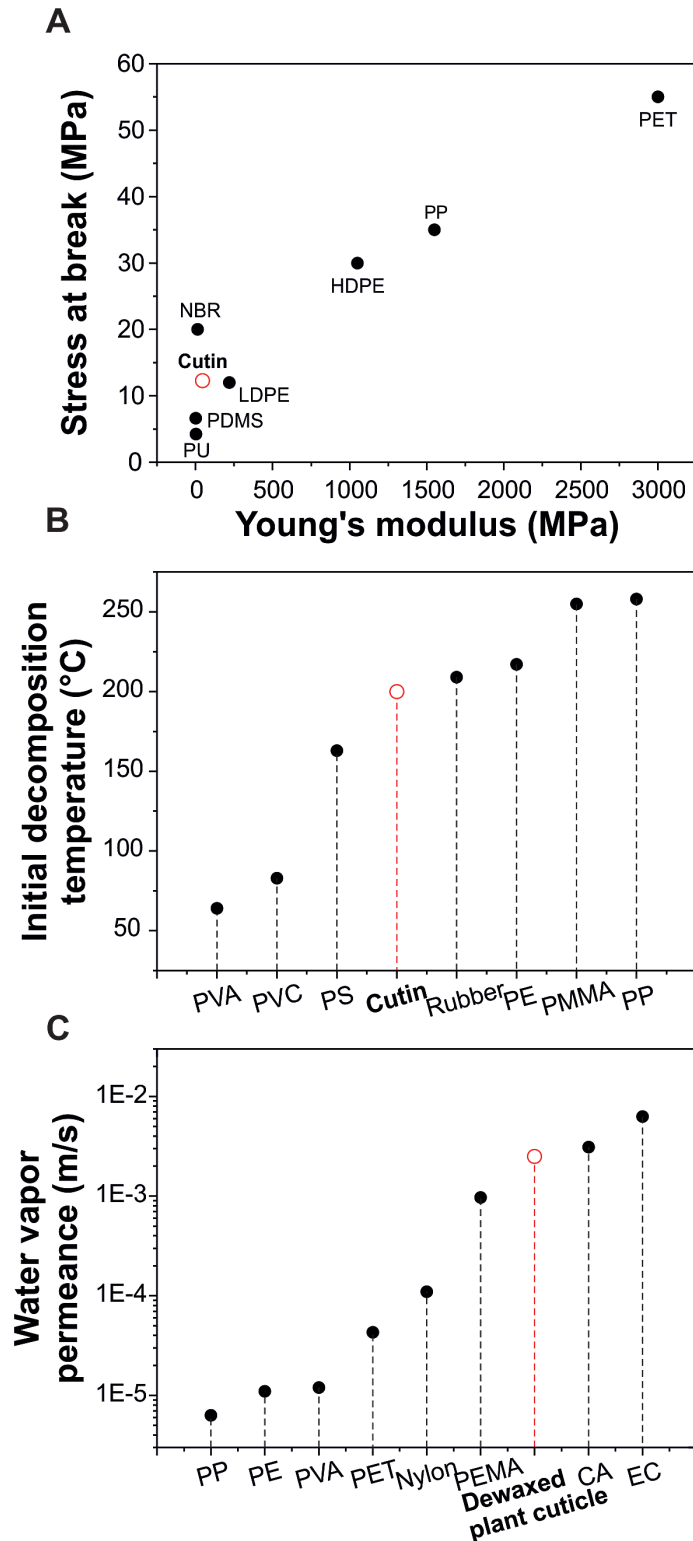 A
Stress at break (MPa)
60
50
40
30
20
10
0
PET
PP
HDPE
NBR
Cutin
LDPE
PDMS
PU
0 500 1000 1500 2000 2500 3000
Young's modulus (MPa)
B
Initial decomposition
temperature (°C)
250
200
150
100
50
PVA PVC PS Cutin Rubber PE PMMA PP
C
Water vapor
permeance (m/s)
1E-2
1E-3
1E-4
1E-5
PP PE PVA PET Nylon PEMA Dewaxed CA EC
plant cuticle